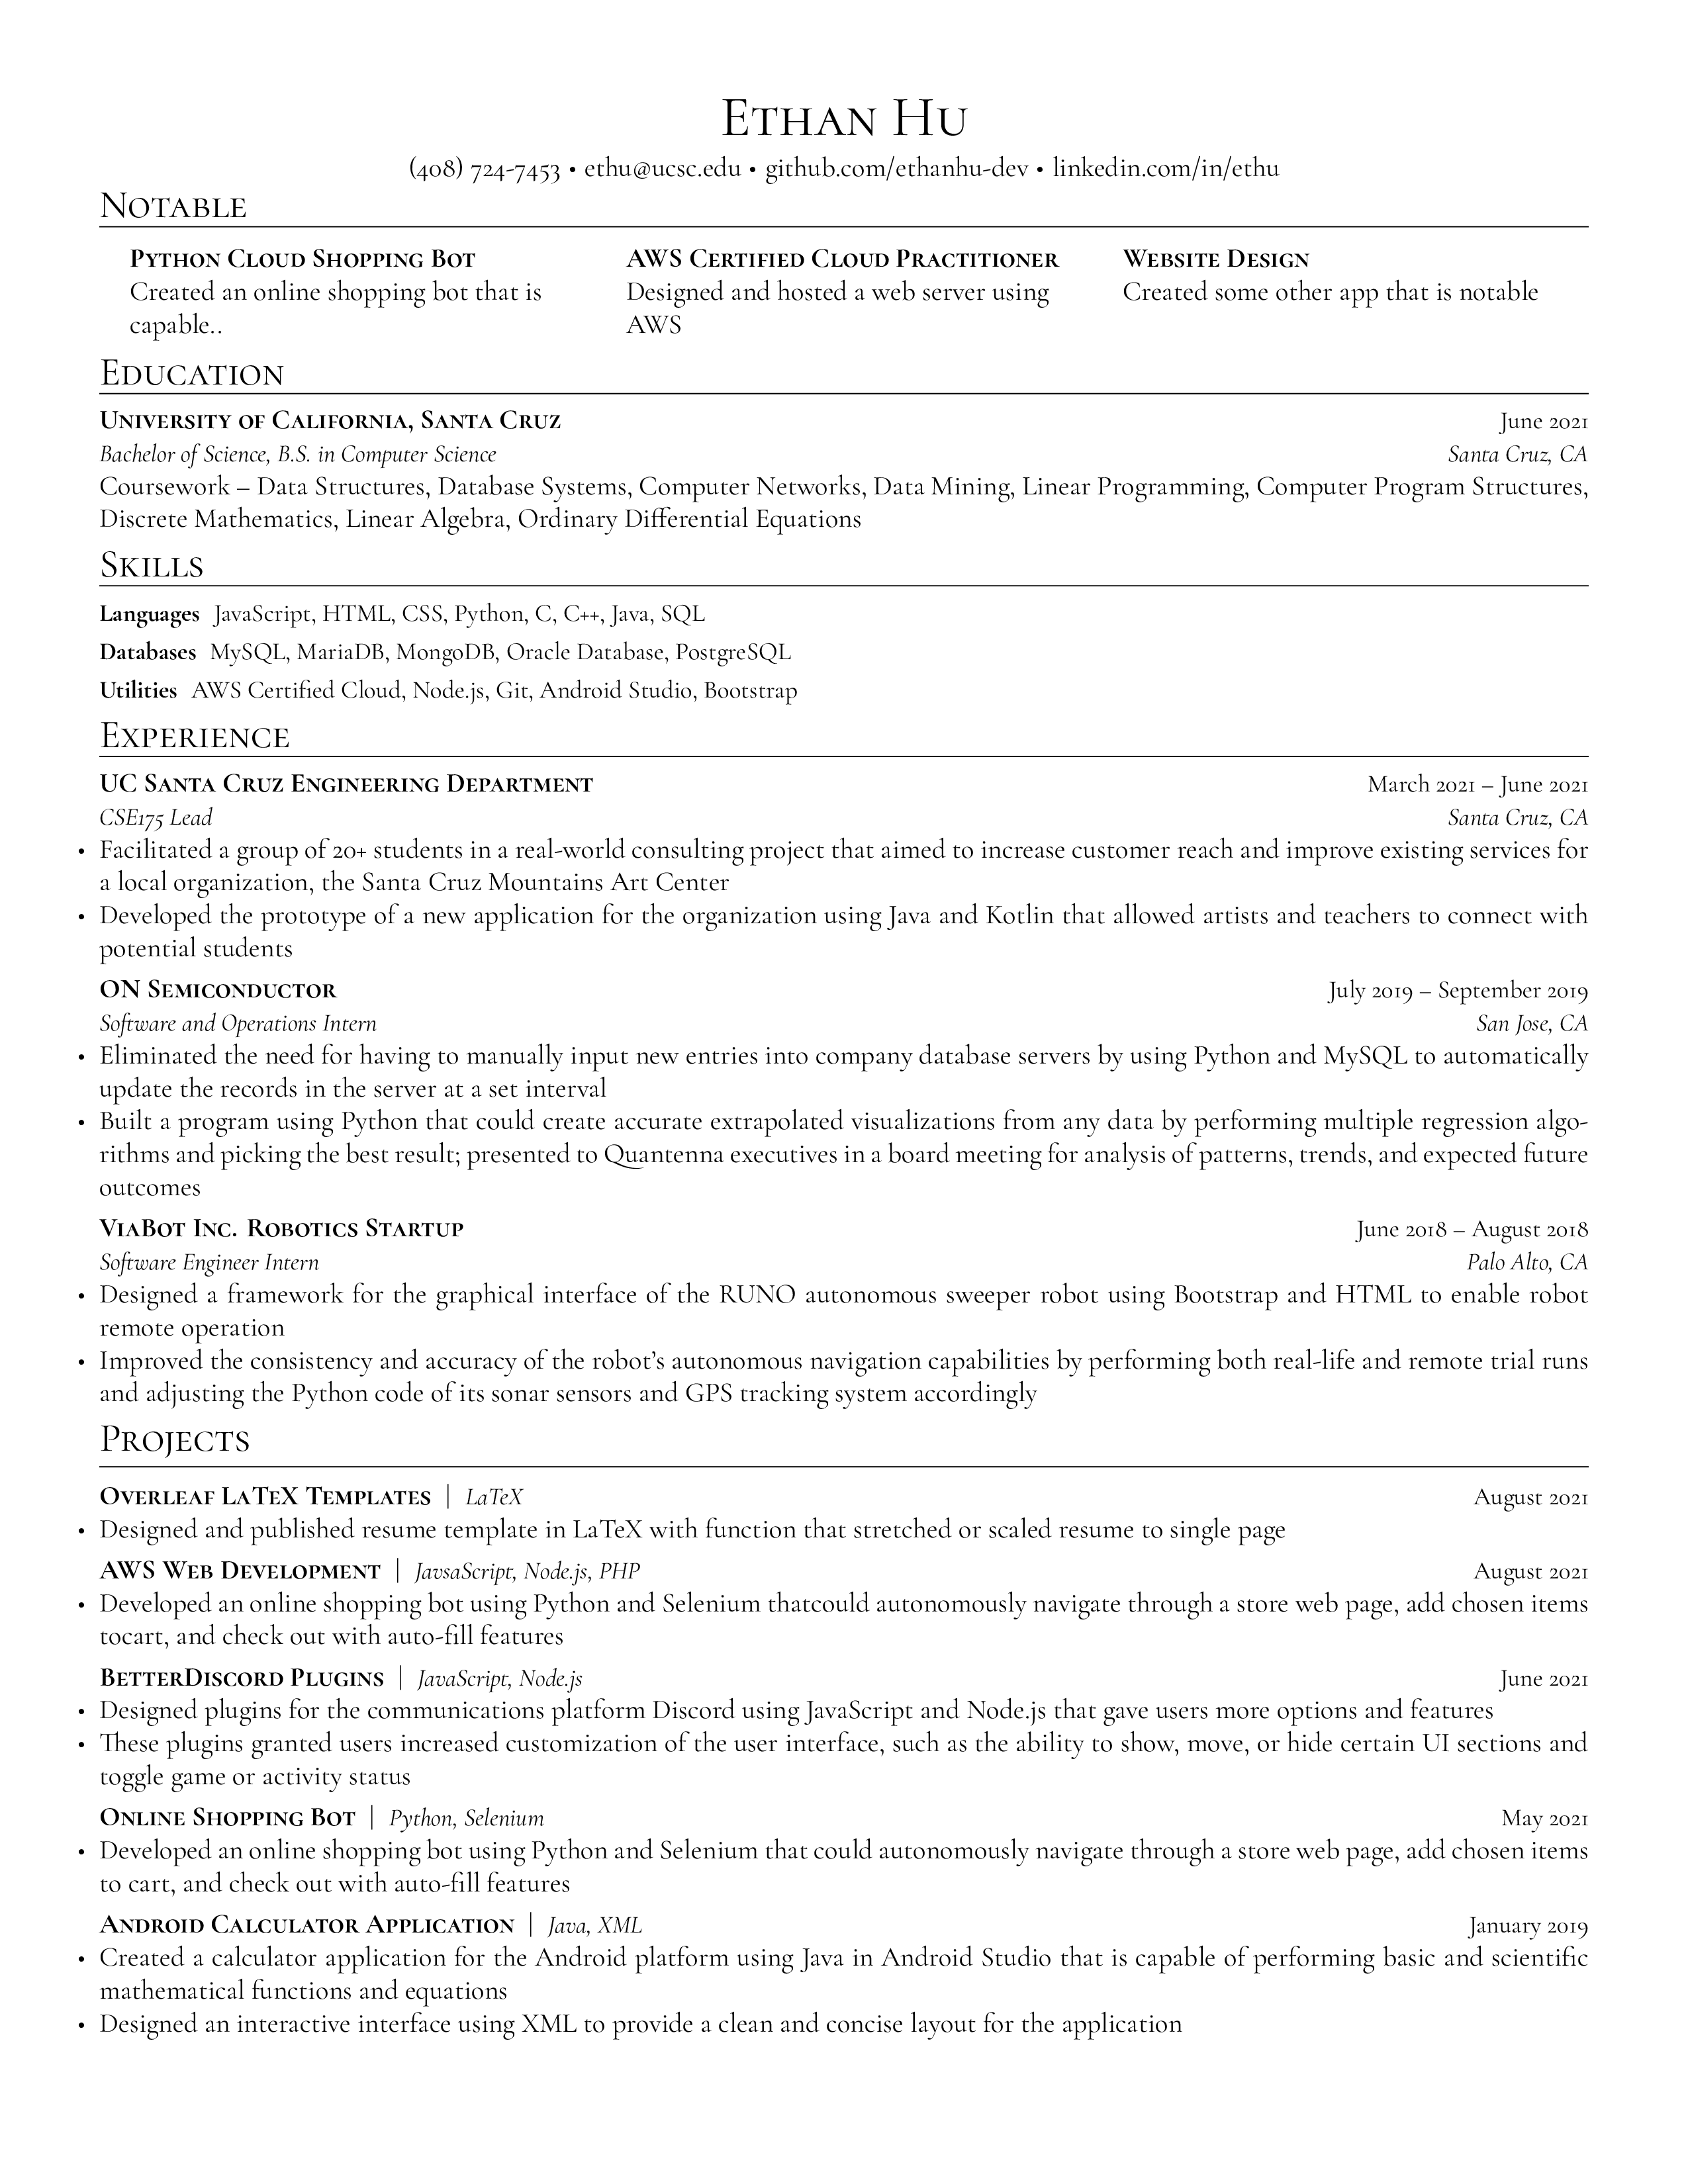 Ethan Hu
(408) 724-7453 • ethu@ucsc.edu • github.com/ethanhu-dev • linkedin.com/in/ethu
Notable
Python Cloud Shopping Bot
Created an online shopping bot that is
capable..
AWS Certified Cloud Practitioner
Designed and hosted a web server using
AWS
Website Design
Created some other app that is notable
Education
University of California, Santa Cruz June 2021
Bachelor of Science, B.S. in Computer Science Santa Cruz, CA
Coursework – Data Structures, Database Systems, Computer Networks, Data Mining, Linear Programming, Computer Program Structures,
Discrete Mathematics, Linear Algebra, Ordinary Differential Equations
Skills
Languages JavaScript, HTML, CSS, Python, C, C++, Java, SQL
Databases MySQL, MariaDB, MongoDB, Oracle Database, PostgreSQL
Utilities AWS Certified Cloud, Node.js, Git, Android Studio, Bootstrap
Experience
UC Santa Cruz Engineering Department March 2021 – June 2021
CSE175 Lead Santa Cruz, CA
• Facilitated a group of 20+ students in a real-world consulting project that aimed to increase customer reach and improve existing services for
a local organization, the Santa Cruz Mountains Art Center
• Developed the prototype of a new application for the organization using Java and Kotlin that allowed artists and teachers to connect with
potential students
ON Semiconductor July 2019 – September 2019
Software and Operations Intern San Jose, CA
• Eliminated the need for having to manually input new entries into company database servers by using Python and MySQL to automatically
update the records in the server at a set interval
• Built a program using Python that could create accurate extrapolated visualizations from any data by performing multiple regression algo-
rithms and picking the best result; presented to Quantenna executives in a board meeting for analysis of patterns, trends, and expected future
outcomes
ViaBot Inc. Robotics Startup June 2018 – August 2018
Software Engineer Intern Palo Alto, CA
• Designed a framework for the graphical interface of the RUNO autonomous sweeper robot using Bootstrap and HTML to enable robot
remote operation
• Improved the consistency and accuracy of the robot's autonomous navigation capabilities by performing both real-life and remote trial runs
and adjusting the Python code of its sonar sensors and GPS tracking system accordingly
Projects
Overleaf LaTeX Templates | LaTeX August 2021
• Designed and published resume template in LaTeX with function that stretched or scaled resume to single page
AWS Web Development | JavsaScript, Node.js, PHP August 2021
• Developed an online shopping bot using Python and Selenium thatcould autonomously navigate through a store web page, add chosen items
tocart, and check out with auto-fill features
BetterDiscord Plugins | JavaScript, Node.js June 2021
• Designed plugins for the communications platform Discord using JavaScript and Node.js that gave users more options and features
• These plugins granted users increased customization of the user interface, such as the ability to show, move, or hide certain UI sections and
toggle game or activity status
Online Shopping Bot | Python, Selenium May 2021
• Developed an online shopping bot using Python and Selenium that could autonomously navigate through a store web page, add chosen items
to cart, and check out with auto-fill features
Android Calculator Application | Java, XML January 2019
• Created a calculator application for the Android platform using Java in Android Studio that is capable of performing basic and scientific
mathematical functions and equations
• Designed an interactive interface using XML to provide a clean and concise layout for the application